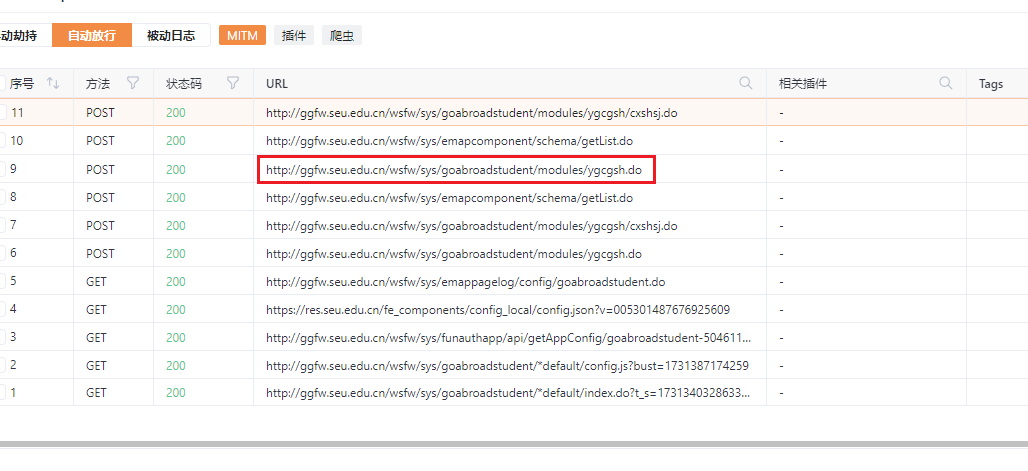 动劫持 自动放行 被动日志 MITM 插件 爬虫
序号 方法 状态码 URL 相关插件 Tags
11 POST 200 http://ggfw.seu.edu.cn/wsfw/sys/goabroadstudent/modules/ygcgsh/cxshsj.do -
10 POST 200 http://ggfw.seu.edu.cn/wsfw/sys/emapcomponent/schema/getList.do -
9 POST 200 http://ggfw.seu.edu.cn/wsfw/sys/goabroadstudent/modules/ygcgsh.do -
8 POST 200 http://ggfw.seu.edu.cn/wsfw/sys/emapcomponent/schema/getList.do -
7 POST 200 http://ggfw.seu.edu.cn/wsfw/sys/goabroadstudent/modules/ygcgsh/cxshsj.do -
6 POST 200 http://ggfw.seu.edu.cn/wsfw/sys/goabroadstudent/modules/ygcgsh.do -
5 GET 200 http://ggfw.seu.edu.cn/wsfw/sys/emappagelog/config/goabroadstudent.do -
4 GET 200 https://res.seu.edu.cn/fe_components/config_local/config.json?v=005301487676925609 -
3 GET 200 http://ggfw.seu.edu.cn/wsfw/sys/funauthapp/api/getAppConfig/goabroadstudent-504611... -
2 GET 200 http://ggfw.seu.edu.cn/wsfw/sys/goabroadstudent/*default/config.js?bust=1731387174259 -
1 GET 200 http://ggfw.seu.edu.cn/wsfw/sys/goabroadstudent/*default/index.do?t_s=1731340328633... -